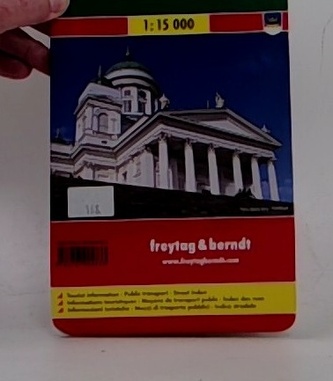 1:15 000
freytag & berndt
www.freytagberndt.com
Tourist information · Public transport · Street index
Informations touristiques · Moyens de transport public · Index des rues
Informazioni turistiche · Mezzi di trasporto pubblici · Indice stradale